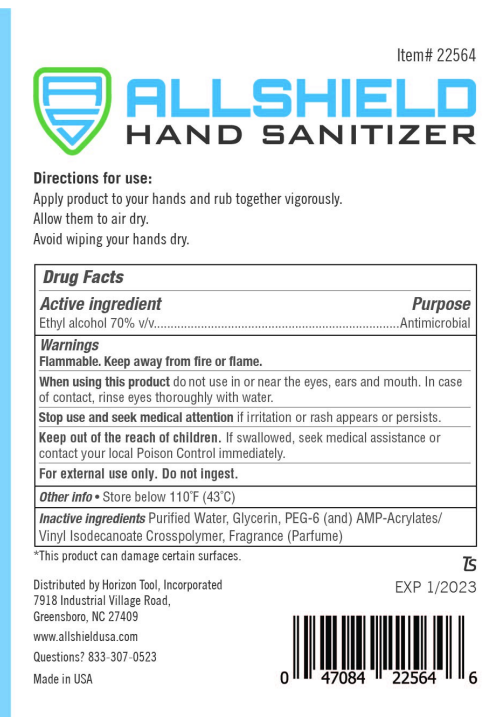 Item# 22564
ALLSHIELD
HAND SANITIZER
Directions for use:
Apply product to your hands and rub together vigorously.
Allow them to air dry.
Avoid wiping your hands dry.
Drug Facts
Active ingredient Purpose
Ethyl alcohol 70% v/v..........................................................................Antimicrobial
Warnings
Flammable. Keep away from fire or flame.
When using this product do not use in or near the eyes, ears and mouth. In case
of contact, rinse eyes thoroughly with water.
Stop use and seek medical attention if irritation or rash appears or persists.
Keep out of the reach of children. If swallowed, seek medical assistance or
contact your local Poison Control immediately.
For external use only. Do not ingest.
Other info • Store below 110˚F (43˚C)
Inactive ingredients Purified Water, Glycerin, PEG-6 (and) AMP-Acrylates/
Vinyl Isodecanoate Crosspolymer, Fragrance (Parfume)
*This product can damage certain surfaces.
TS
EXP 1/2023
Distributed by Horizon Tool, Incorporated
7918 Industrial Village Road,
Greensboro, NC 27409
www.allshieldusa.com
Questions? 833-307-0523
Made in USA
0 47084 22564 6